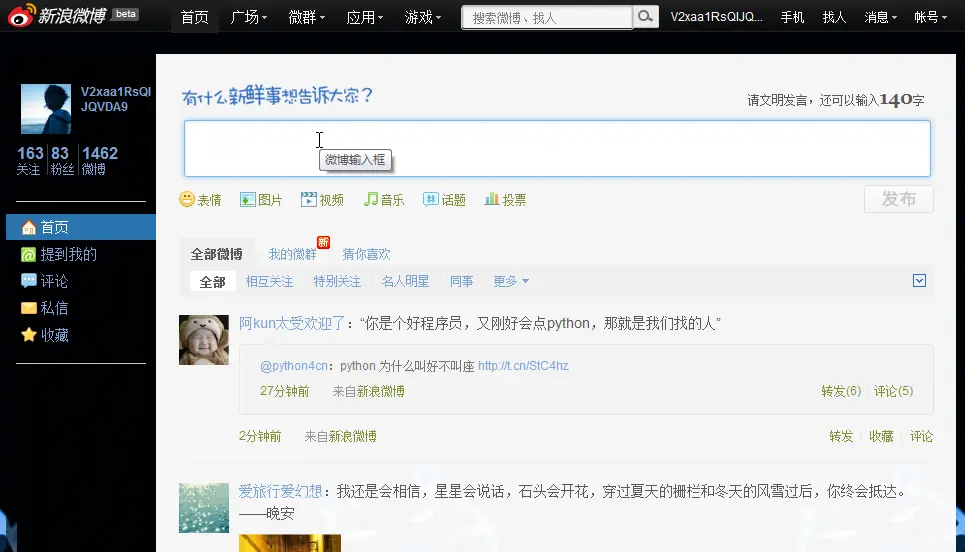 新浪微博 beta 首页 广场 微群 应用 游戏 搜索微博、找人 V2xaa1RsQIJQ... 手机 找人 消息 帐号
V2xaa1RsQI
JQVDA9
163 83 1462
关注 粉丝 微博
首页
提到我的
评论
私信
收藏
有什么新鲜事想告诉大家?
请文明发言，还可以输入140字
微博输入框
表情 图片 视频 音乐 话题 投票 发布
全部微博 我的微群 新 猜你喜欢
全部 相互关注 特别关注 名人明星 同事 更多
阿kun太受欢迎了：“你是个好程序员，又刚好会点python，那就是我们找的人”
@python4cn：python 为什么叫好不叫座 http://t.cn/StC4hz
27分钟前 来自新浪微博 转发(6) 评论(5)
2分钟前 来自新浪微博 转发 收藏 评论
爱旅行爱幻想：我还是会相信，星星会说话，石头会开花，穿过夏天的栅栏和冬天的风雪过后，你终会抵达。
——晚安